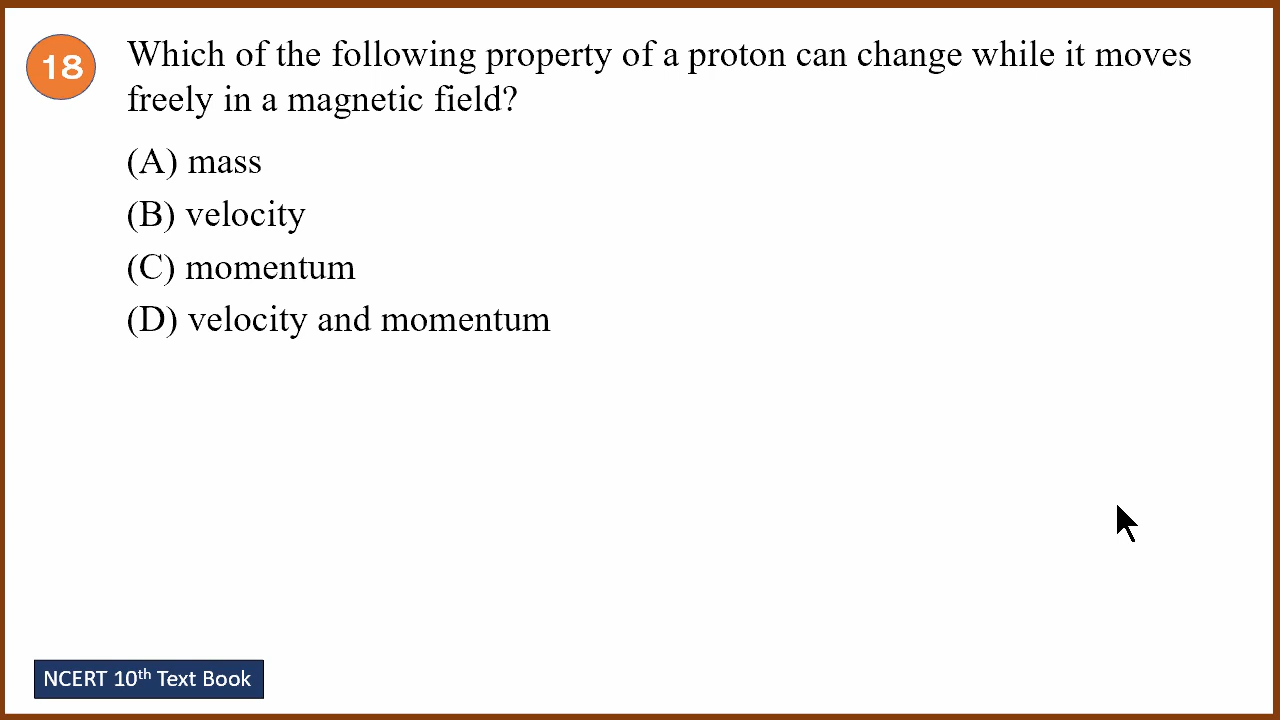 18
Which of the following property of a proton can change while it moves
freely in a magnetic field?
(A) mass
(B) velocity
(C) momentum
(D) velocity and momentum
NCERT 10th Text Book